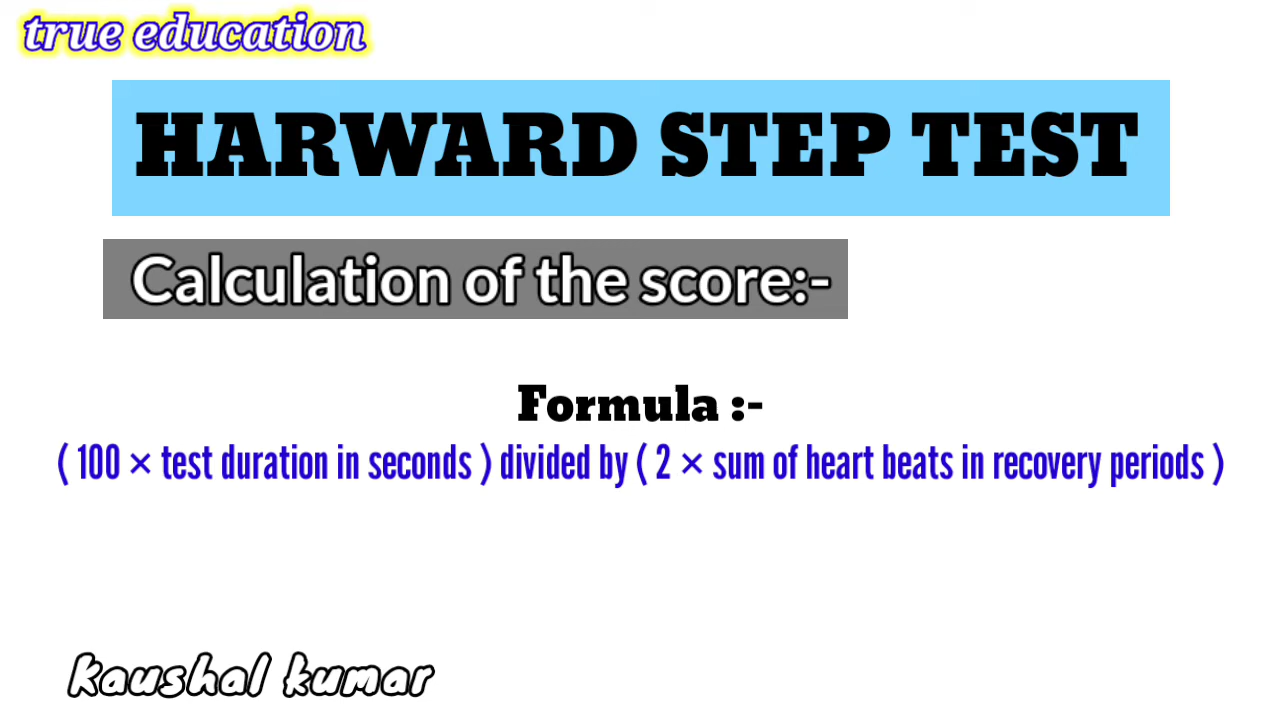 true education
HARWARD STEP TEST
Calculation of the score:-
Formula :-
( 100 × test duration in seconds ) divided by ( 2 × sum of heart beats in recovery periods )
kaushal kumar